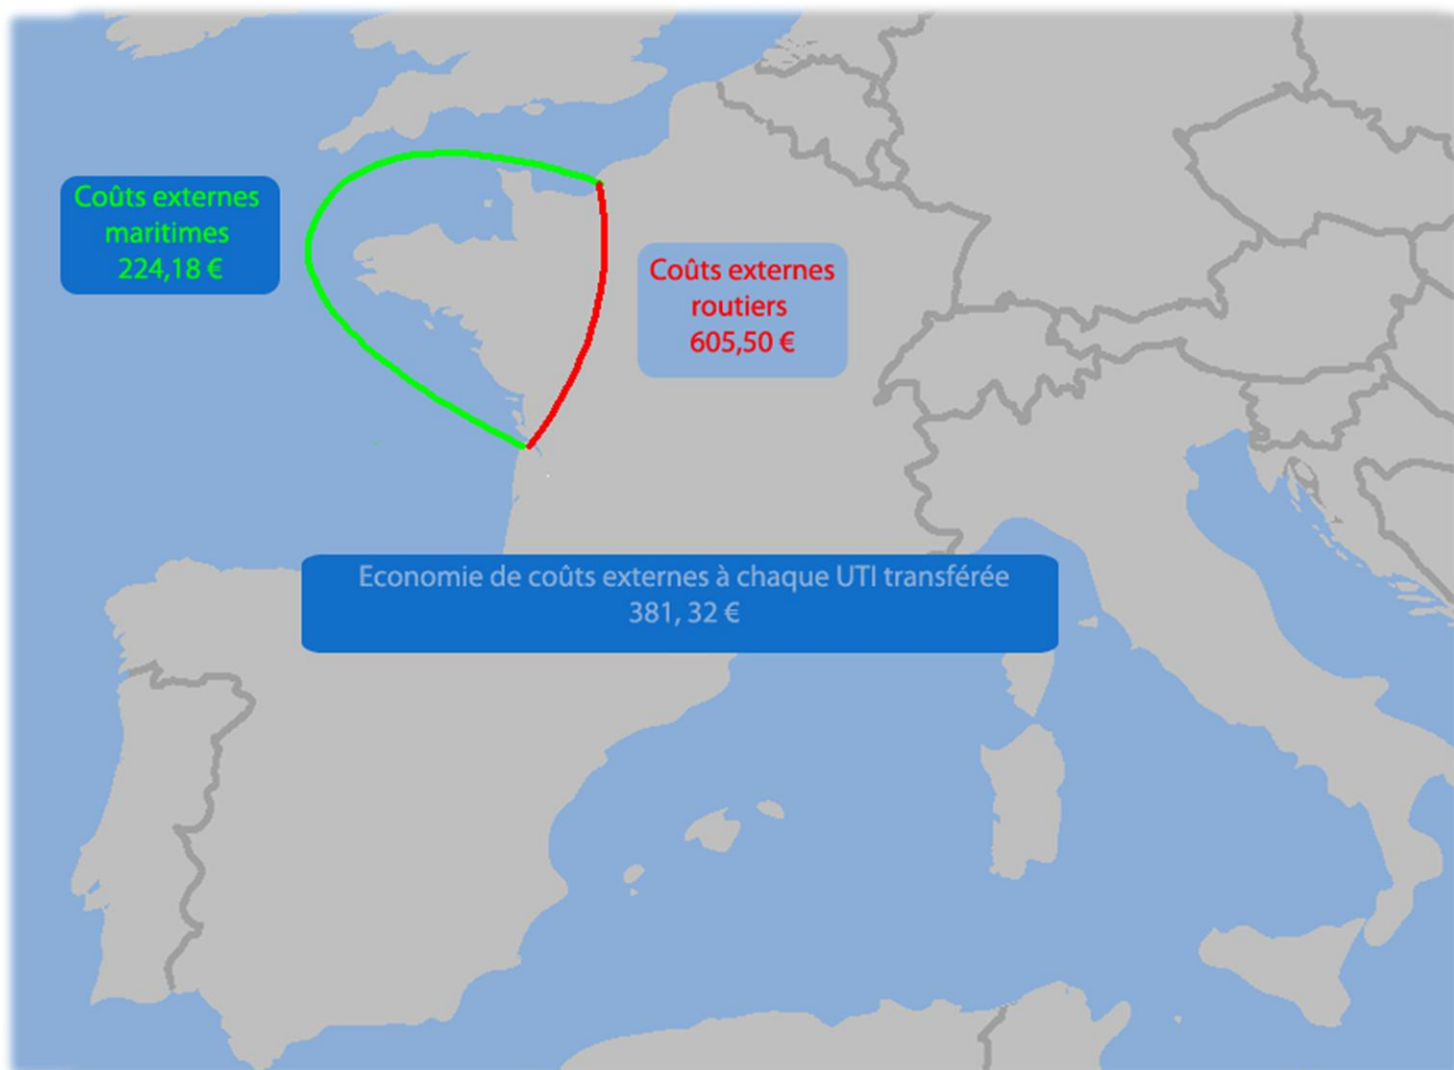 Coûts externes
maritimes
224,18 €
Coûts externes
routiers
605,50 €
Economie de coûts externes à chaque UTI transférée
381, 32 €